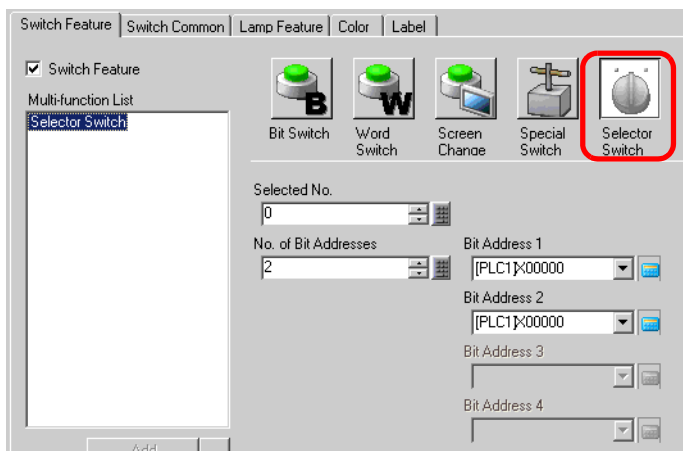 Switch Feature Switch Common Lamp Feature Color Label
Switch Feature
Multi-function List
Selector Switch
B
W
Bit Switch
Word Switch
Screen Change
Special Switch
Selector Switch
Selected No.
0
No. of Bit Addresses
2
Bit Address 1
[PLC1]X00000
Bit Address 2
[PLC1]X00000
Bit Address 3
Bit Address 4
Add